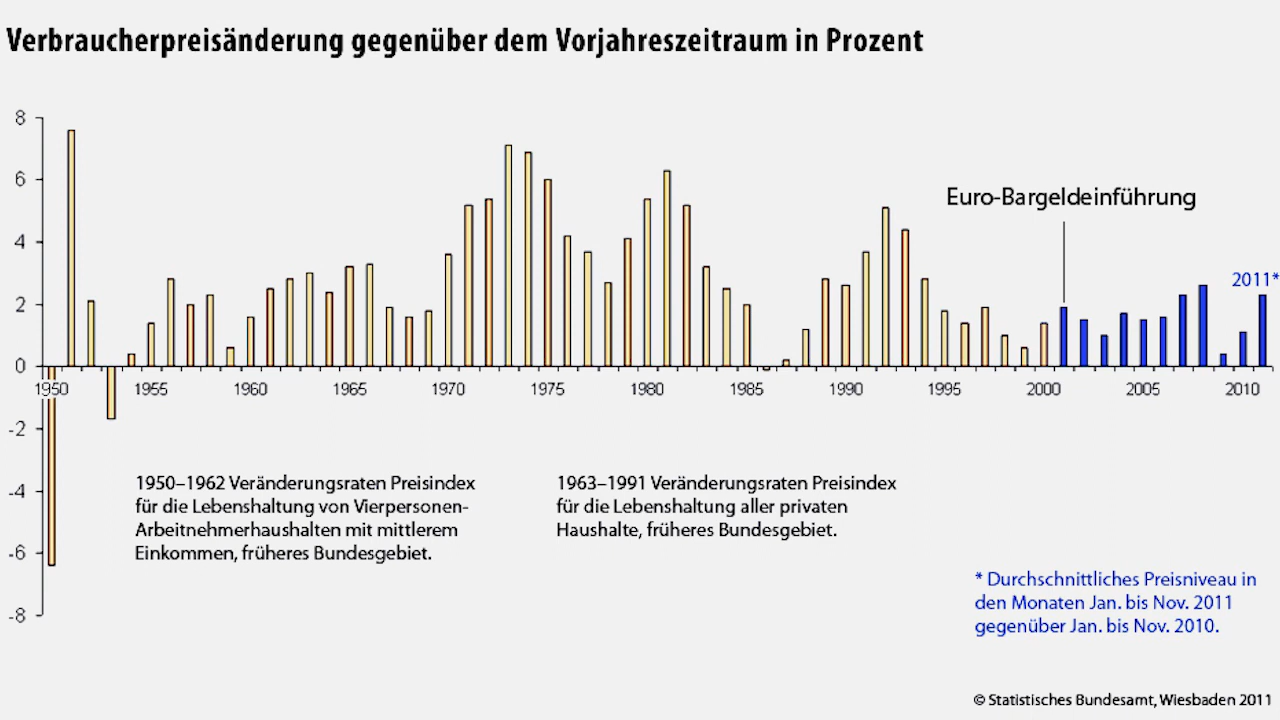 Verbraucherpreisänderung gegenüber dem Vorjahreszeitraum in Prozent
8
6
4
2
0
-2
-4
-6
-8
Euro-Bargeldeinführung
2011*
1950 1955 1960 1965 1970 1975 1980 1985 1990 1995 2000 2005 2010
1950–1962 Veränderungsraten Preisindex
für die Lebenshaltung von Vierpersonen-
Arbeitnehmerhaushalten mit mittlerem
Einkommen, früheres Bundesgebiet.
1963–1991 Veränderungsraten Preisindex
für die Lebenshaltung aller privaten
Haushalte, früheres Bundesgebiet.
* Durchschnittliches Preisniveau in
den Monaten Jan. bis Nov. 2011
gegenüber Jan. bis Nov. 2010.
© Statistisches Bundesamt, Wiesbaden 2011